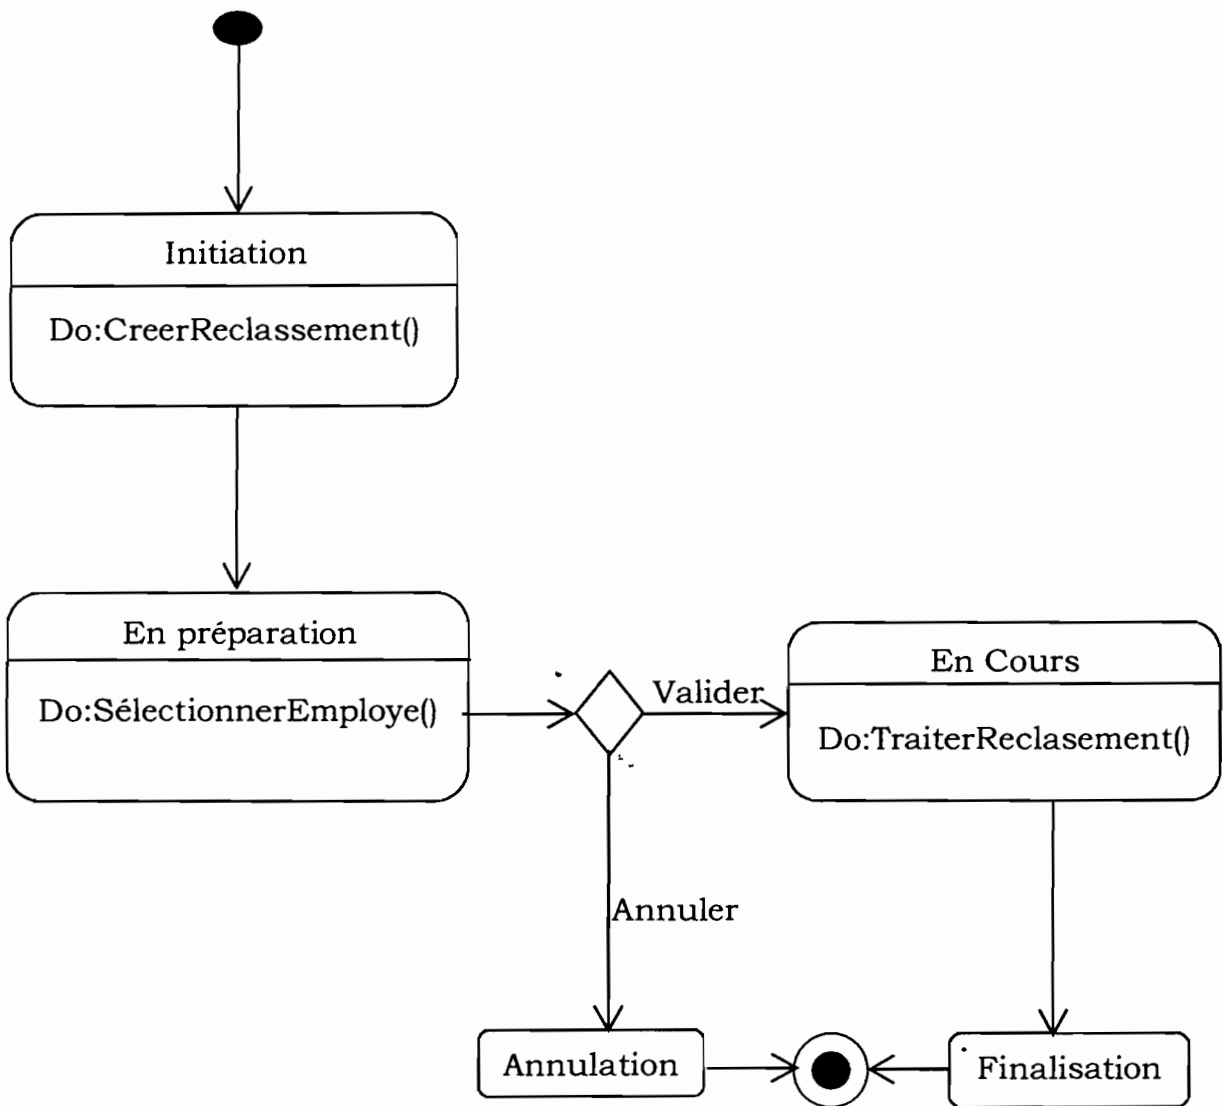 Initiation
Do:CreerReclassement()
En préparation
Do:SélectionnerEmploye()
Valider
En Cours
Do:TraiterReclasement()
Annuler
Annulation
Finalisation